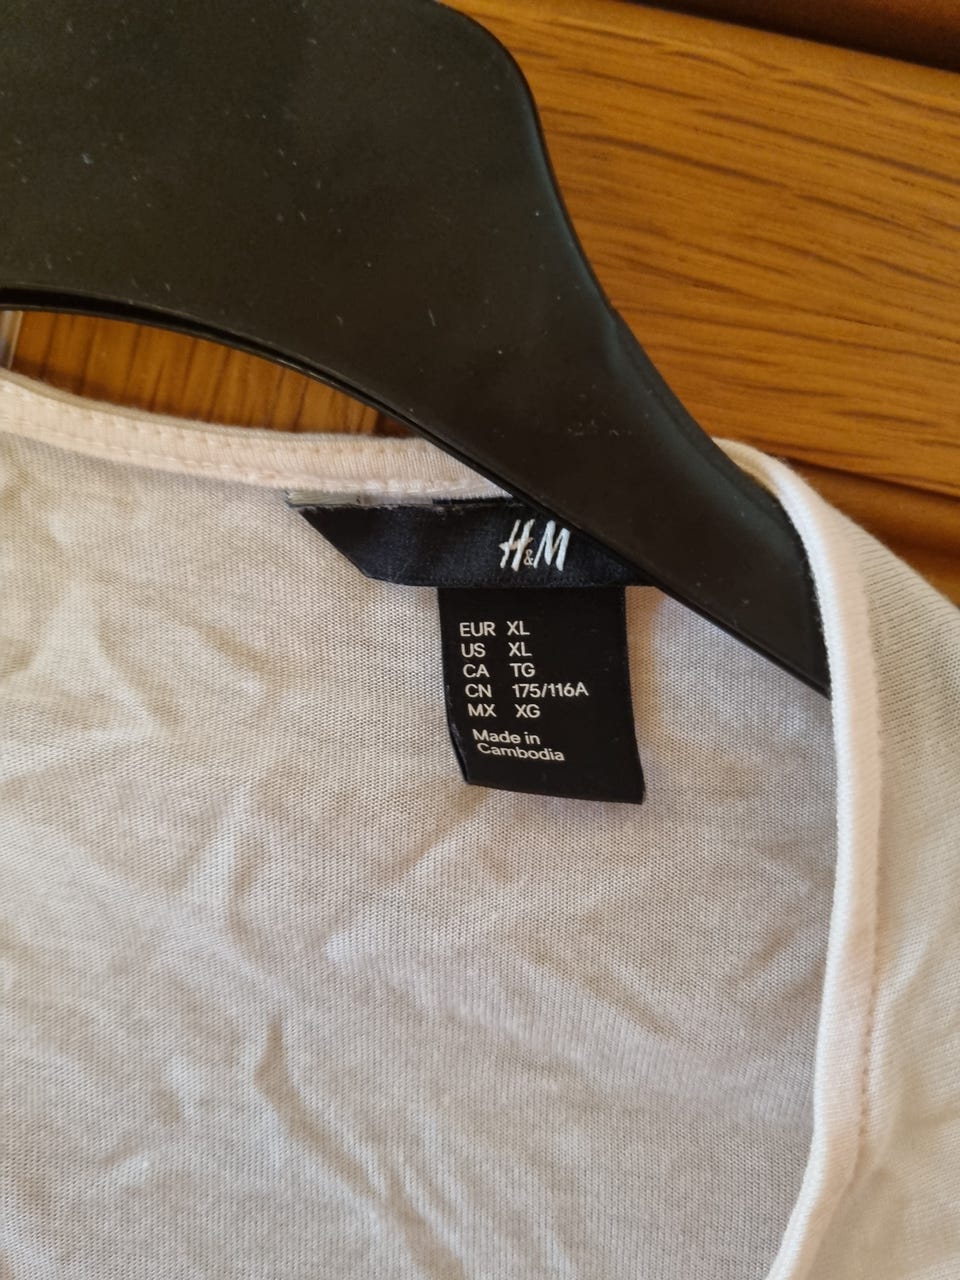 H&M
EUR XL
US XL
CA TG
CN 175/116A
MX XG
Made in
Cambodia